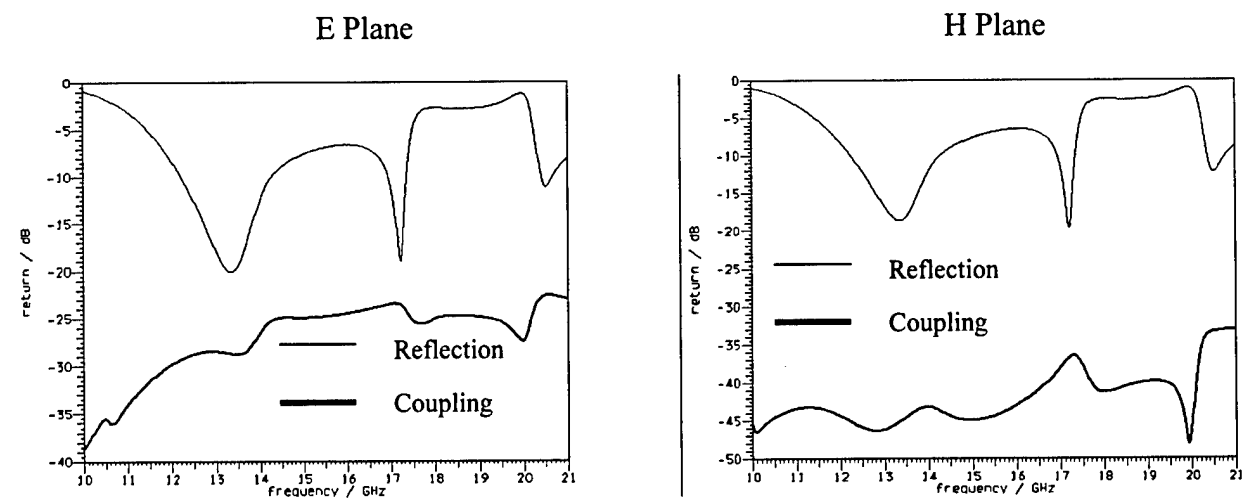 E Plane
0
-5
-10
-15
-20
-25
-30
-35
-40
return / dB
Reflection
Coupling
10 11 12 13 14 15 16 17 18 19 20 21
frequency / GHz
H Plane
0
-5
-10
-15
-20
-25
-30
-35
-40
-45
-50
return / dB
Reflection
Coupling
10 11 12 13 14 15 16 17 18 19 20 21
frequency / GHz